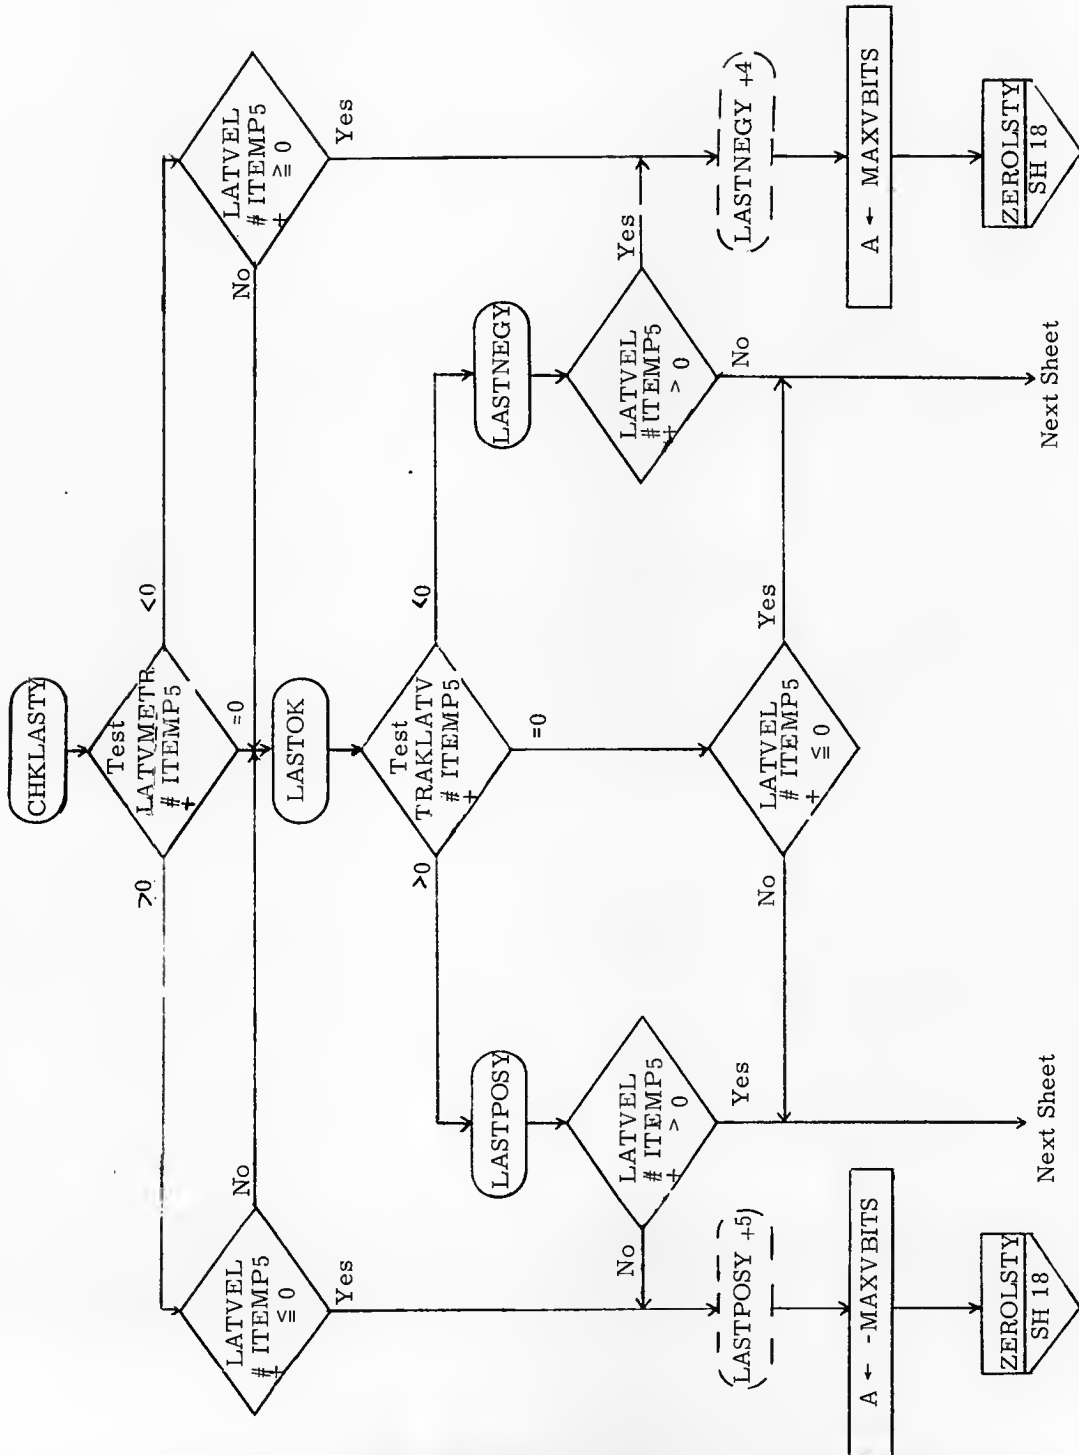 CHKLASTY
Test
LATVMETR
# ITEMP5
+
>0
<0
=0
LATVEL
# ITEMP5
+ ≤ 0
No
Yes
LATVEL
# ITEMP5
+ ≥ 0
No
Yes
LASTOK
Test
TRAKLATV
# ITEMP5
+
>0
<0
=0
LASTPOSY
LASTNEGY
LATVEL
# ITEMP5
+ > 0
No
Yes
LATVEL
#ITEMP5
+ > 0
Yes
No
LATVEL
# ITEMP5
+ ≤ 0
No
Yes
LASTPOSY +5
LASTNEGY +4
A ← -MAXVBITS
A ← MAXVBITS
ZEROLSTY
SH 18
Next Sheet
Next Sheet
ZEROLSTY
SH 18